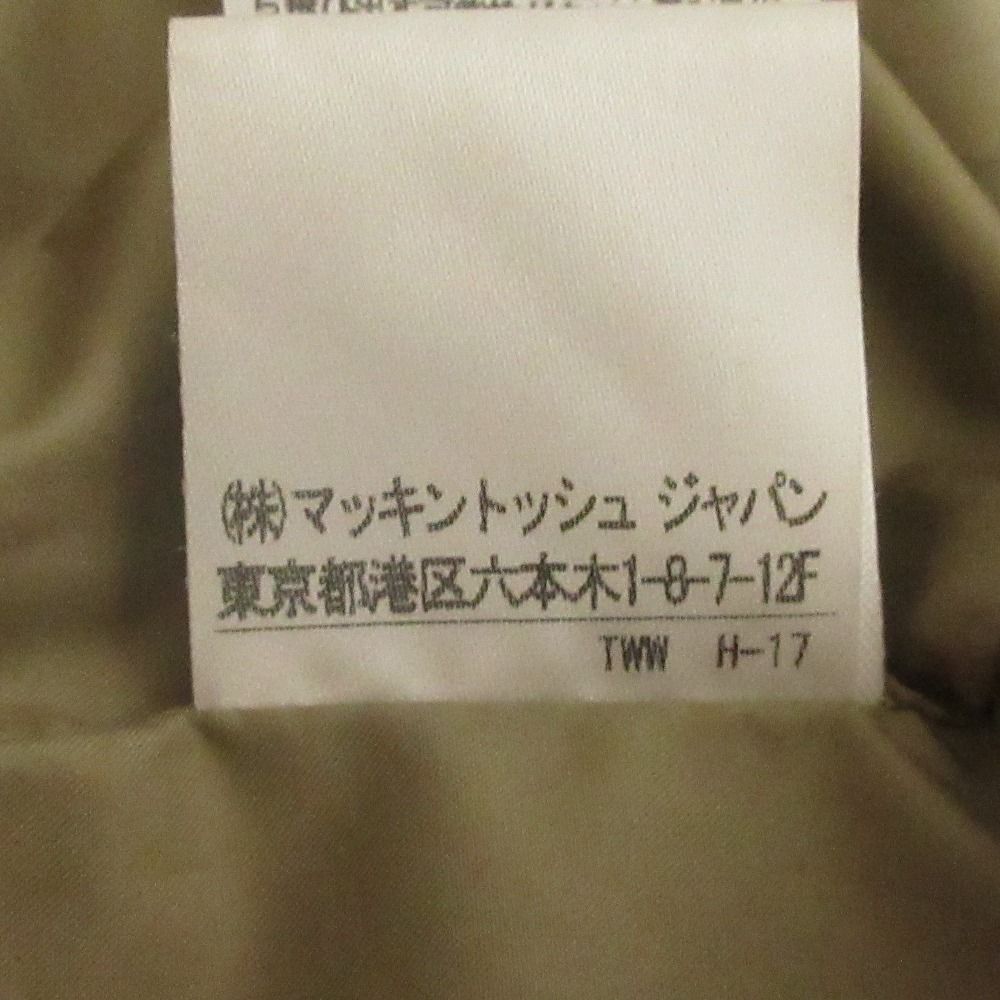 (株)マッキントッシュ ジャパン
東京都港区六本木1-8-7-12F
TWW H-17